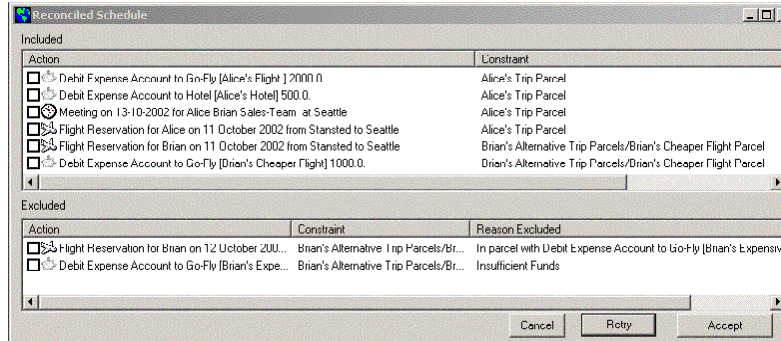 Reconciled Schedule
Included
Action Constraint
Debit Expense Account to Go-Fly [Alice's Flight ] 2000.0. Alice's Trip Parcel
Debit Expense Account to Hotel [Alice's Hotel] 500.0. Alice's Trip Parcel
Meeting on 13-10-2002 for Alice Brian Sales-Team at Seattle Alice's Trip Parcel
Flight Reservation for Alice on 11 October 2002 from Stansted to Seattle Alice's Trip Parcel
Flight Reservation for Brian on 11 October 2002 from Stansted to Seattle Brian's Alternative Trip Parcels/Brian's Cheaper Flight Parcel
Debit Expense Account to Go-Fly [Brian's Cheaper Flight] 1000.0. Brian's Alternative Trip Parcels/Brian's Cheaper Flight Parcel
Excluded
Action Constraint Reason Excluded
Flight Reservation for Brian on 12 October 200... Brian's Alternative Trip Parcels/Br... In parcel with Debit Expense Account to Go-Fly [Brian's Expensiv
Debit Expense Account to Go-Fly [Brian's Expe... Brian's Alternative Trip Parcels/Br... Insufficient Funds
Cancel Retry Accept